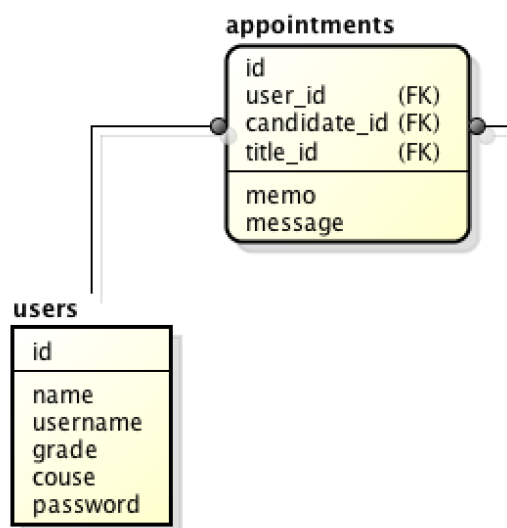 appointments
id
user_id (FK)
candidate_id (FK)
title_id (FK)
memo
message
users
id
name
username
grade
couse
password